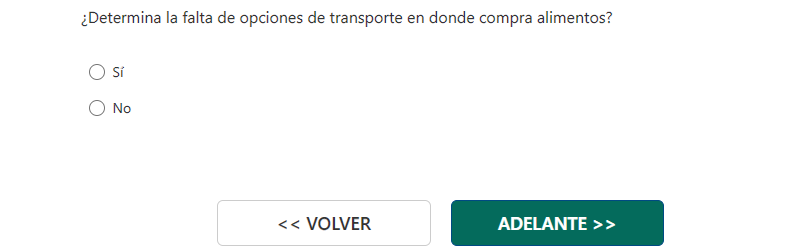 ¿Determina la falta de opciones de transporte en donde compra alimentos?
Sí
No
<< VOLVER
ADELANTE >>